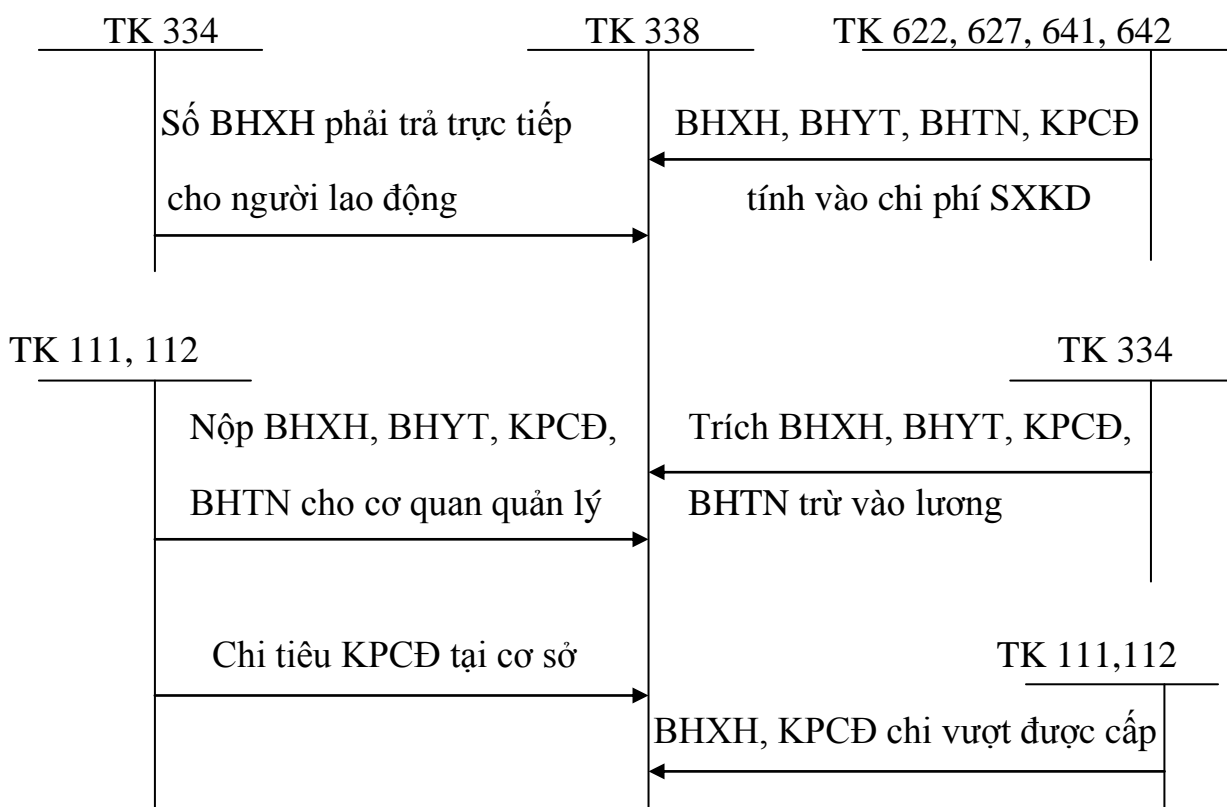 TK 334
TK 338
TK 622, 627, 641, 642
Số BHXH phải trả trực tiếp
cho người lao động
BHXH, BHYT, BHTN, KPCĐ
tính vào chi phí SXKD
TK 111, 112
TK 334
Nộp BHXH, BHYT, KPCĐ,
BHTN cho cơ quan quản lý
Trích BHXH, BHYT, KPCĐ,
BHTN trừ vào lương
Chi tiêu KPCĐ tại cơ sở
TK 111,112
BHXH, KPCĐ chi vượt được cấp